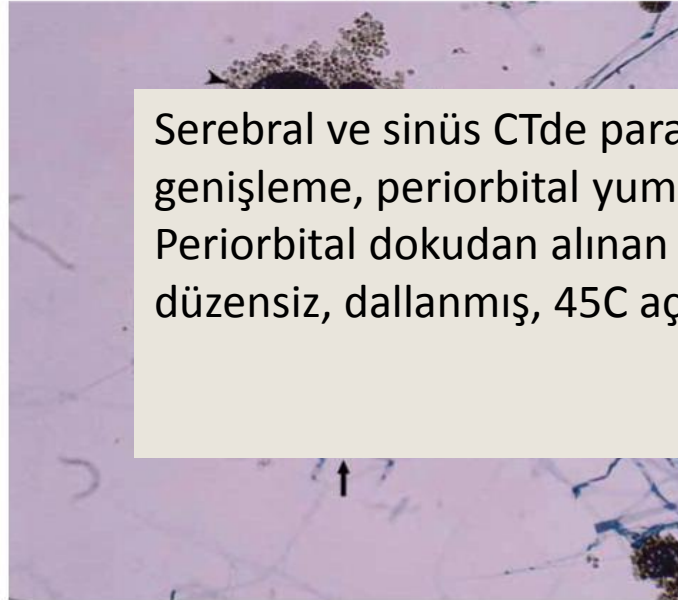 Serebral ve sinüs CTde para
genişleme, periorbital yum
Periorbital dokudan alınan
düzensiz, dallanmış, 45C aç